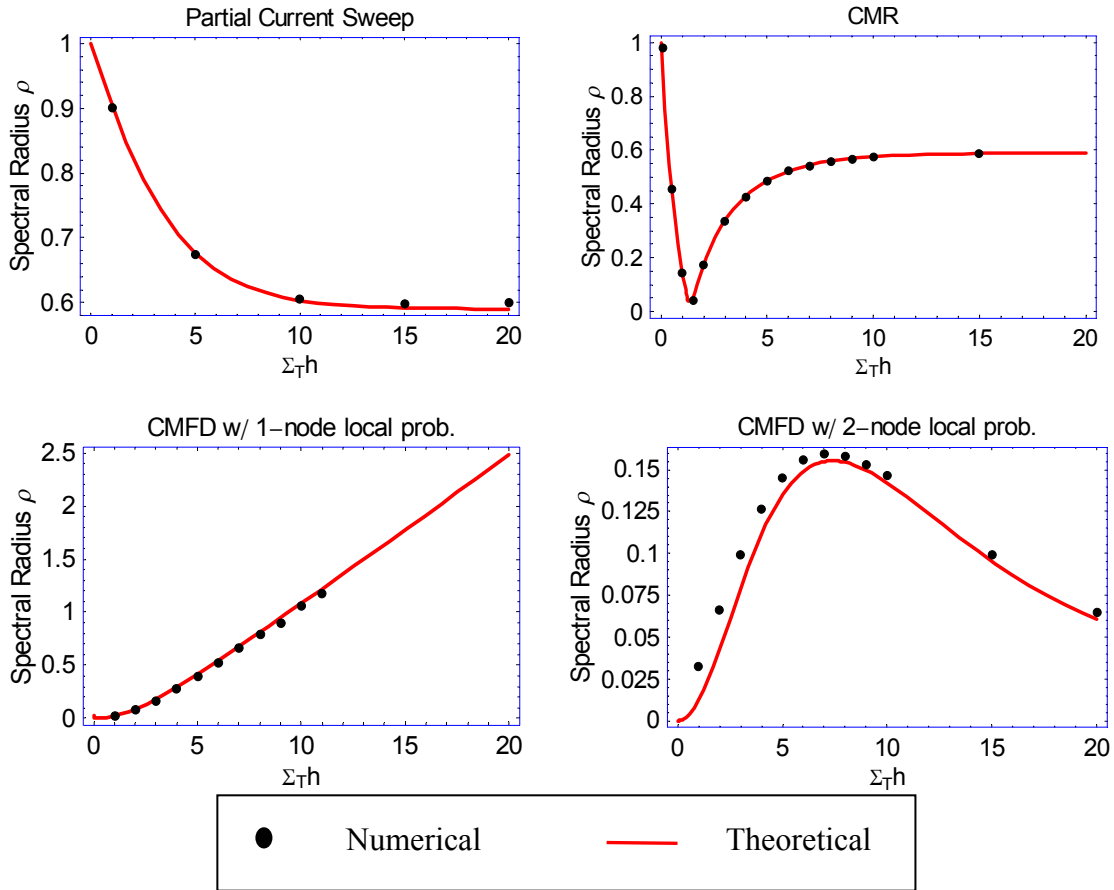 Partial Current Sweep
1
0.9
0.8
0.7
0.6
Spectral Radius ρ
0 5 10 15 20
Σ_T h
CMR
1
0.8
0.6
0.4
0.2
0
Spectral Radius ρ
0 5 10 15 20
Σ_T h
CMFD w/ 1-node local prob.
2.5
2
1.5
1
0.5
0
Spectral Radius ρ
0 5 10 15 20
Σ_T h
CMFD w/ 2-node local prob.
0.15
0.125
0.1
0.075
0.05
0.025
0
Spectral Radius ρ
0 5 10 15 20
Σ_T h
Numerical Theoretical